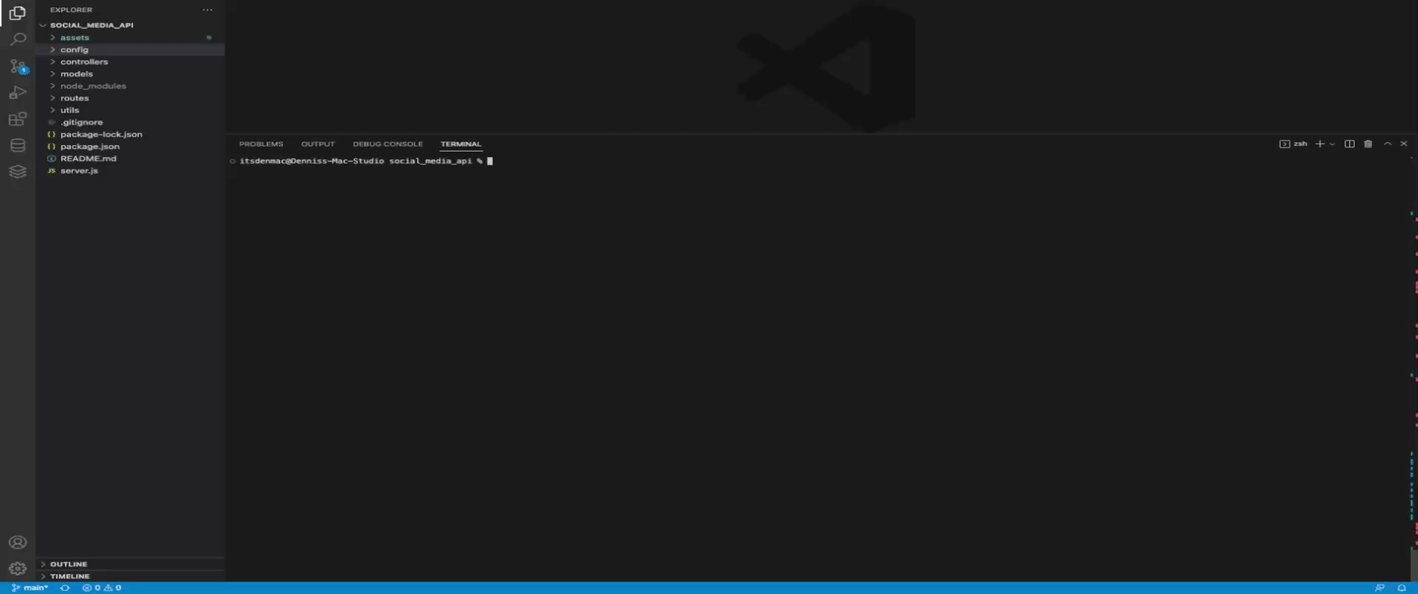 EXPLORER
SOCIAL_MEDIA_API
assets
config
controllers
models
node_modules
routes
utils
.gitignore
{} package-lock.json
{} package.json
README.md
JS server.js
OUTLINE
TIMELINE
PROBLEMS OUTPUT DEBUG CONSOLE TERMINAL
zsh
itsdenmac@Denniss-Mac-Studio social_media_api %
1
main* 0 0